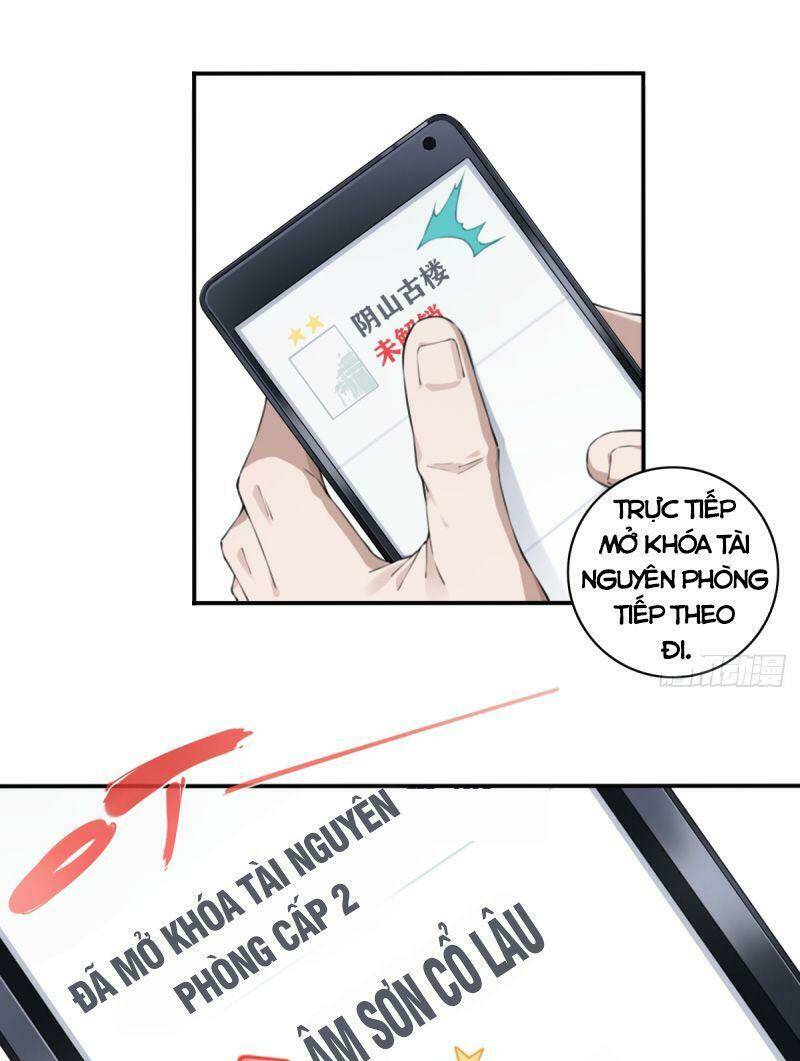 阴山古楼
未解锁
TRỰC TIẾP
MỞ KHÓA TÀI
NGUYÊN PHÒNG
TIẾP THEO
ĐI.
TƠ
ĐÃ MỞ KHÓA TÀI NGUYÊN
PHÒNG CẤP 2
ÂM SƠN CỔ LÂU